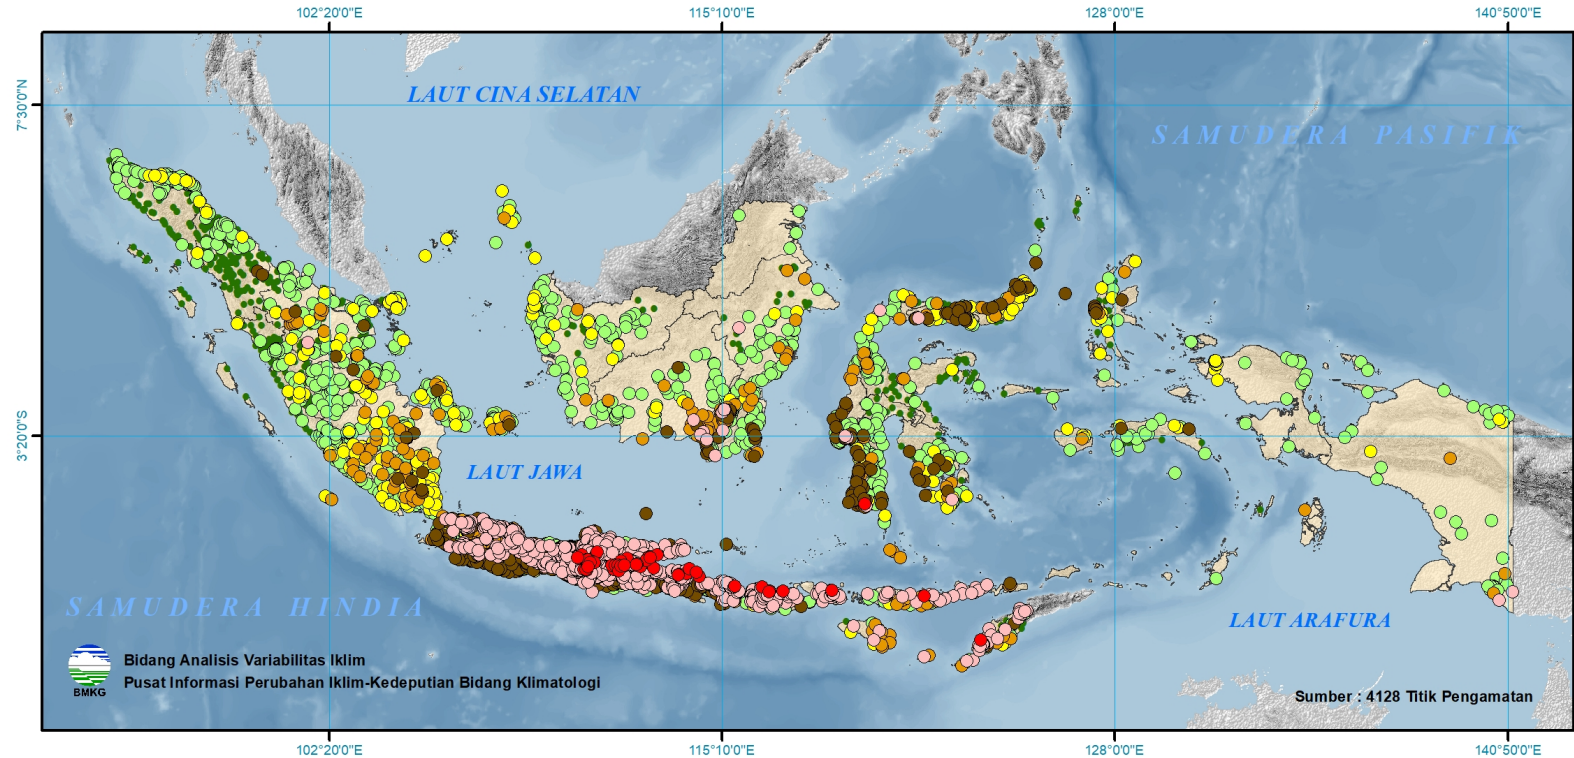 102°20'0"E 115°10'0"E 128°0'0"E 140°50'0"E
7°30'0"N
LAUT CINA SELATAN
SAMUDERA PASIFIK
3°20'0"S
LAUT JAWA
SAMUDERA HINDIA
LAUT ARAFURA
BMKG
Bidang Analisis Variabilitas Iklim
Pusat Informasi Perubahan Iklim-Kedeputian Bidang Klimatologi
Sumber : 4128 Titik Pengamatan
102°20'0"E 115°10'0"E 128°0'0"E 140°50'0"E